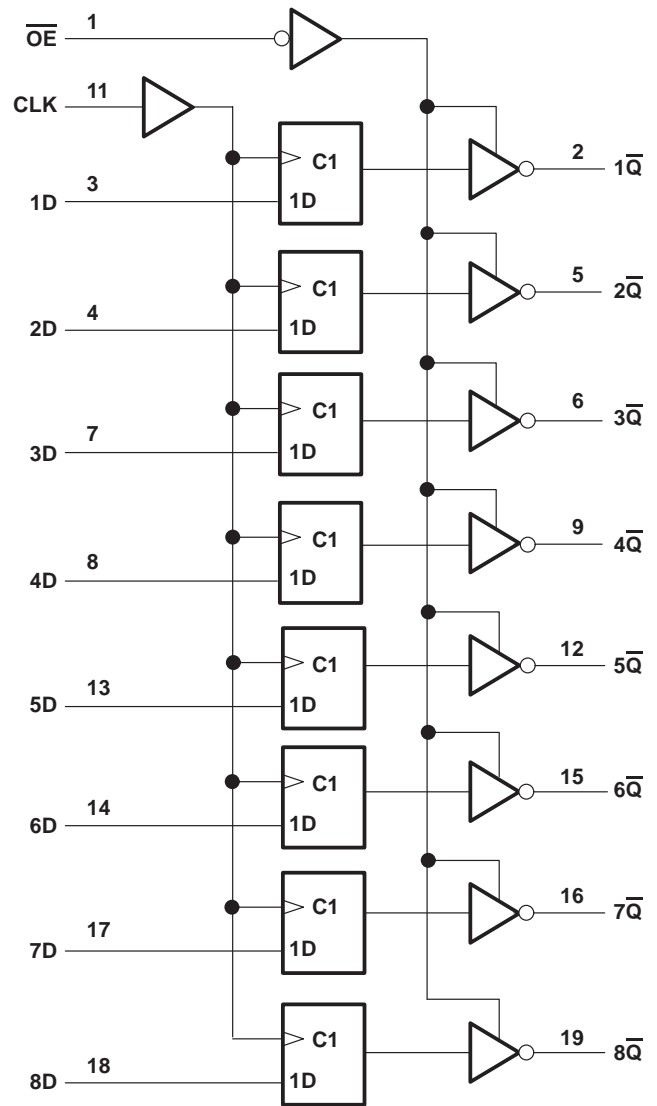 O̅E̅ 1
CLK 11
C1 2 1Q̅
1D 3 1D
C1 5 2Q̅
2D 4 1D
C1 6 3Q̅
3D 7 1D
C1 9 4Q̅
4D 8 1D
C1 12 5Q̅
5D 13 1D
C1 15 6Q̅
6D 14 1D
C1 16 7Q̅
7D 17 1D
C1 19 8Q̅
8D 18 1D